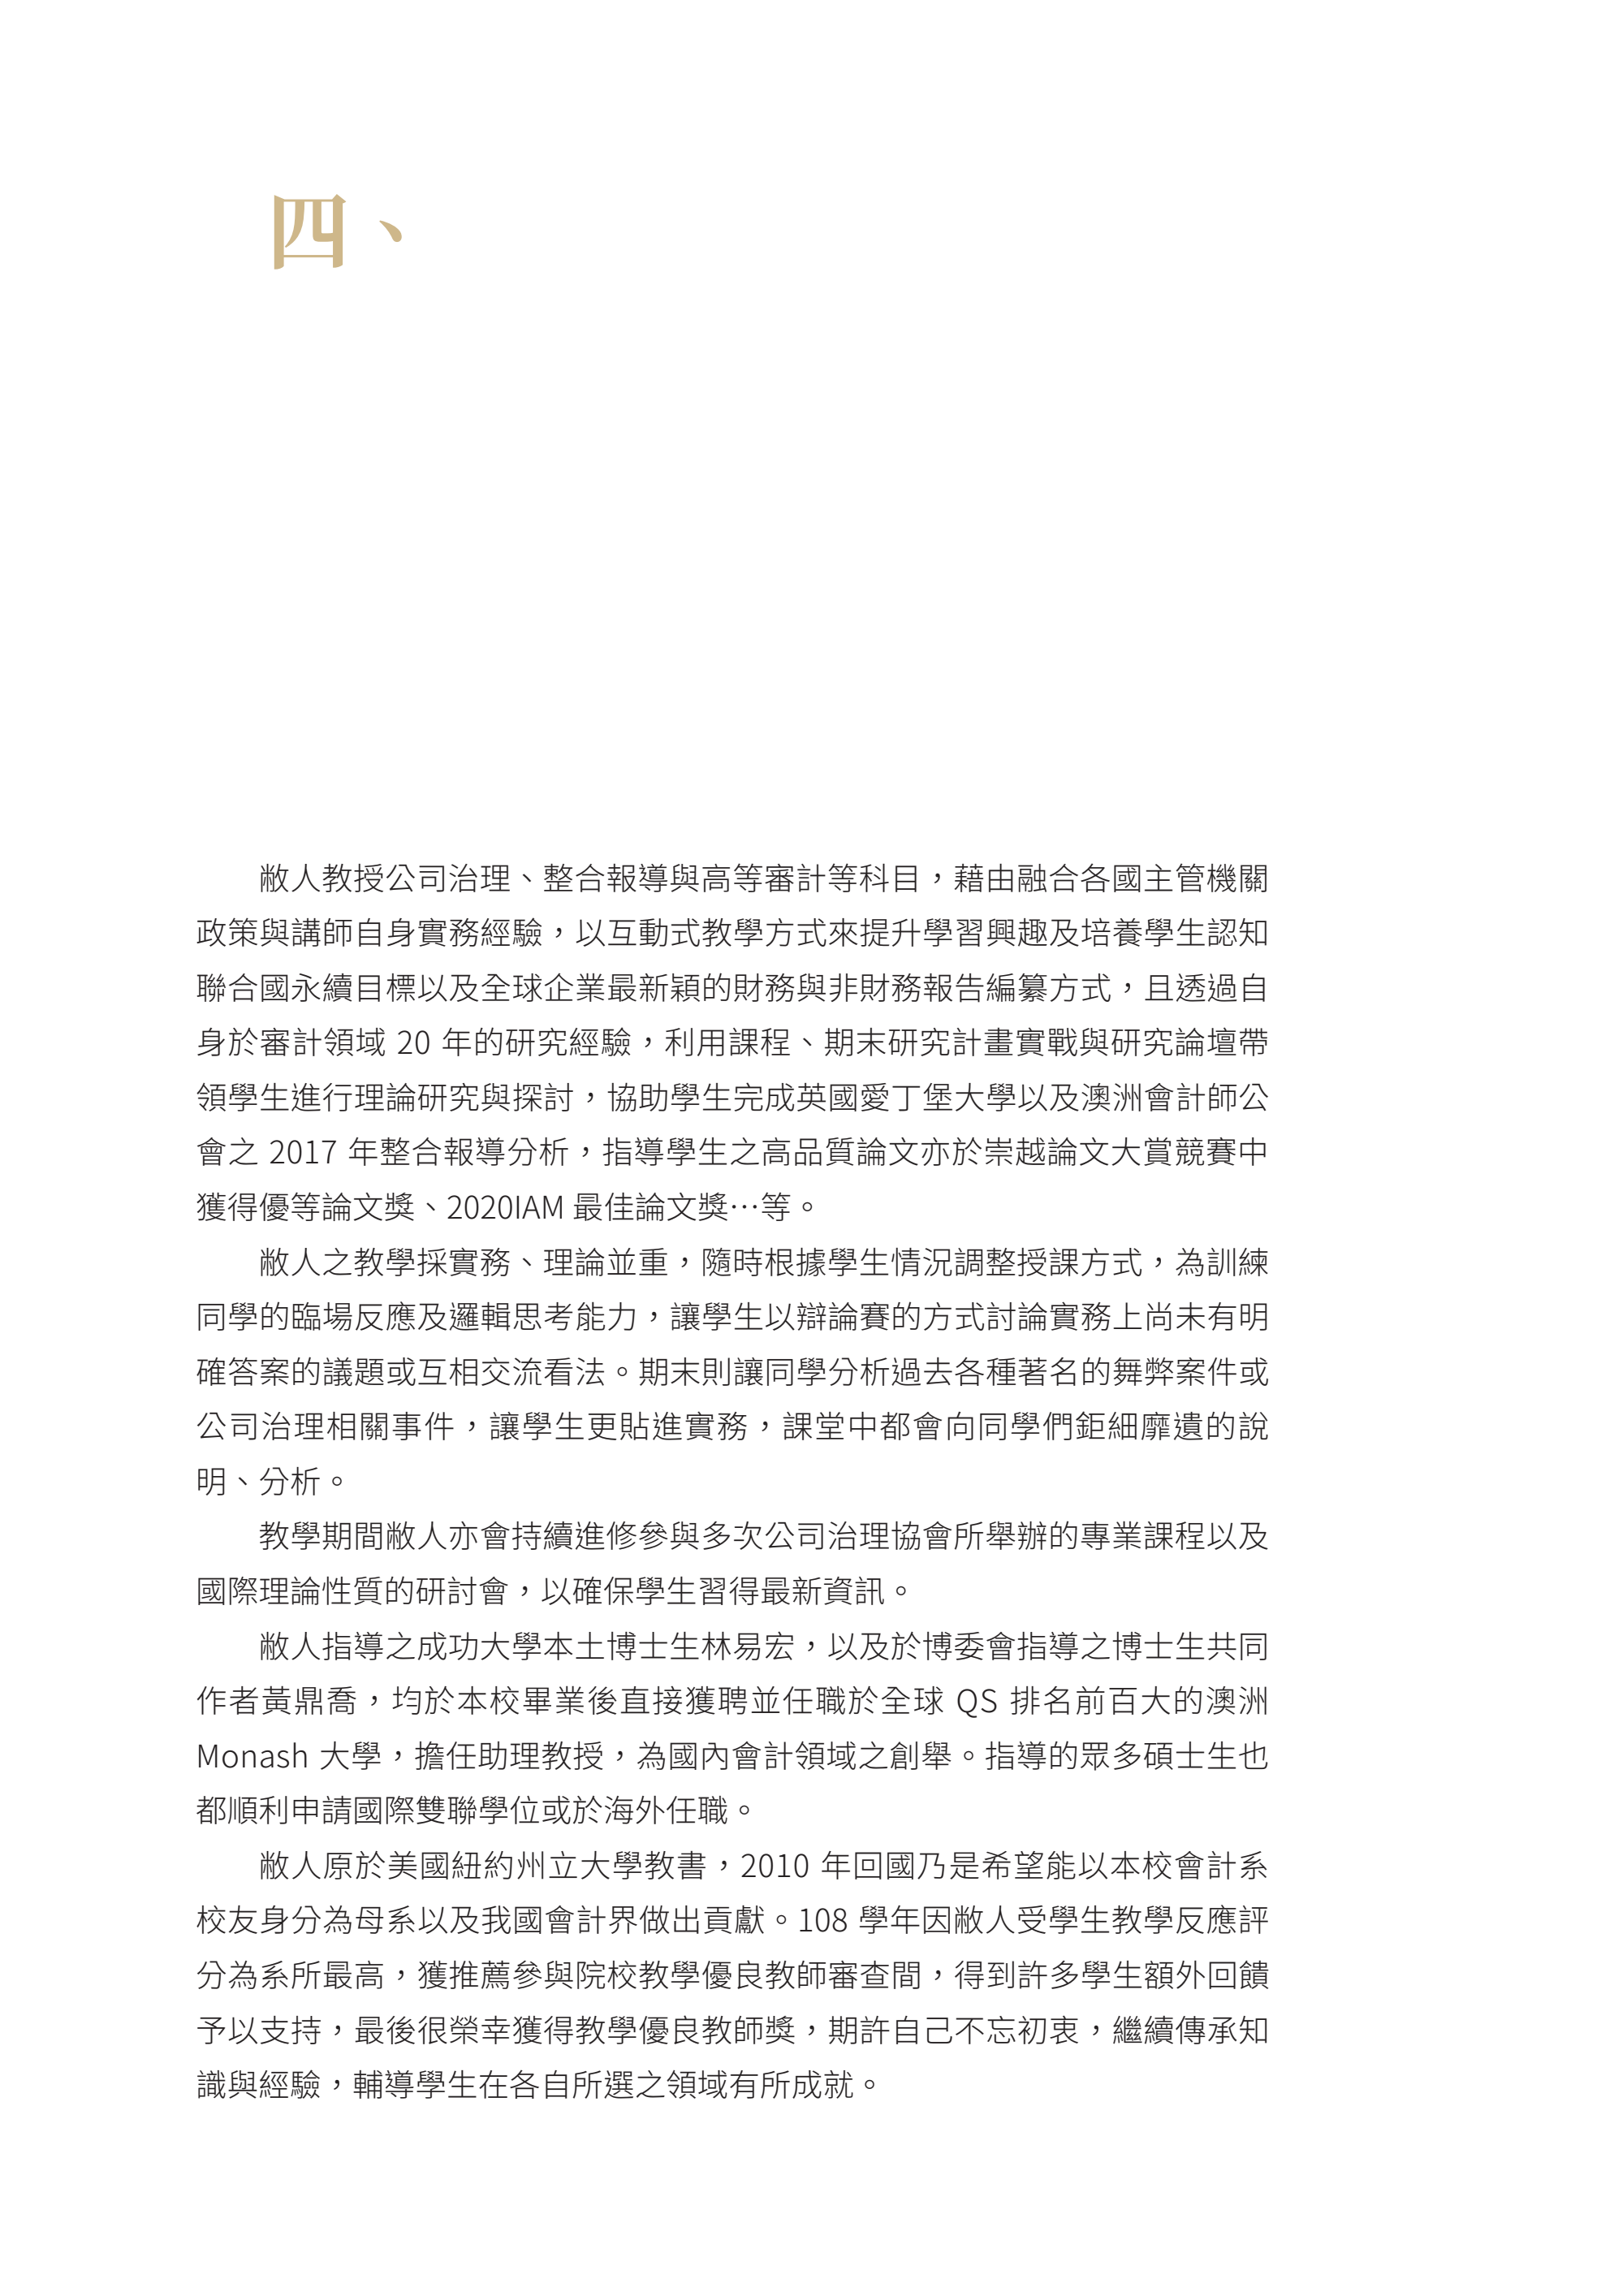 四、
敝人教授公司治理、整合報導與高等審計等科目，藉由融合各國主管機關
政策與講師自身實務經驗，以互動式教學方式來提升學習興趣及培養學生認知
聯合國永續目標以及全球企業最新穎的財務與非財務報告編纂方式，且透過自
身於審計領域 20 年的研究經驗，利用課程、期末研究計畫實戰與研究論壇帶
領學生進行理論研究與探討，協助學生完成英國愛丁堡大學以及澳洲會計師公
會之 2017 年整合報導分析，指導學生之高品質論文亦於崇越論文大賞競賽中
獲得優等論文獎、2020IAM 最佳論文獎…等。
敝人之教學採實務、理論並重，隨時根據學生情況調整授課方式，為訓練
同學的臨場反應及邏輯思考能力，讓學生以辯論賽的方式討論實務上尚未有明
確答案的議題或互相交流看法。期末則讓同學分析過去各種著名的舞弊案件或
公司治理相關事件，讓學生更貼進實務，課堂中都會向同學們鉅細靡遺的說
明、分析。
教學期間敝人亦會持續進修參與多次公司治理協會所舉辦的專業課程以及
國際理論性質的研討會，以確保學生習得最新資訊。
敝人指導之成功大學本土博士生林易宏，以及於博委會指導之博士生共同
作者黃鼎喬，均於本校畢業後直接獲聘並任職於全球 QS 排名前百大的澳洲
Monash 大學，擔任助理教授，為國內會計領域之創舉。指導的眾多碩士生也
都順利申請國際雙聯學位或於海外任職。
敝人原於美國紐約州立大學教書，2010 年回國乃是希望能以本校會計系
校友身分為母系以及我國會計界做出貢獻。108 學年因敝人受學生教學反應評
分為系所最高，獲推薦參與院校教學優良教師審查間，得到許多學生額外回饋
予以支持，最後很榮幸獲得教學優良教師獎，期許自己不忘初衷，繼續傳承知
識與經驗，輔導學生在各自所選之領域有所成就。